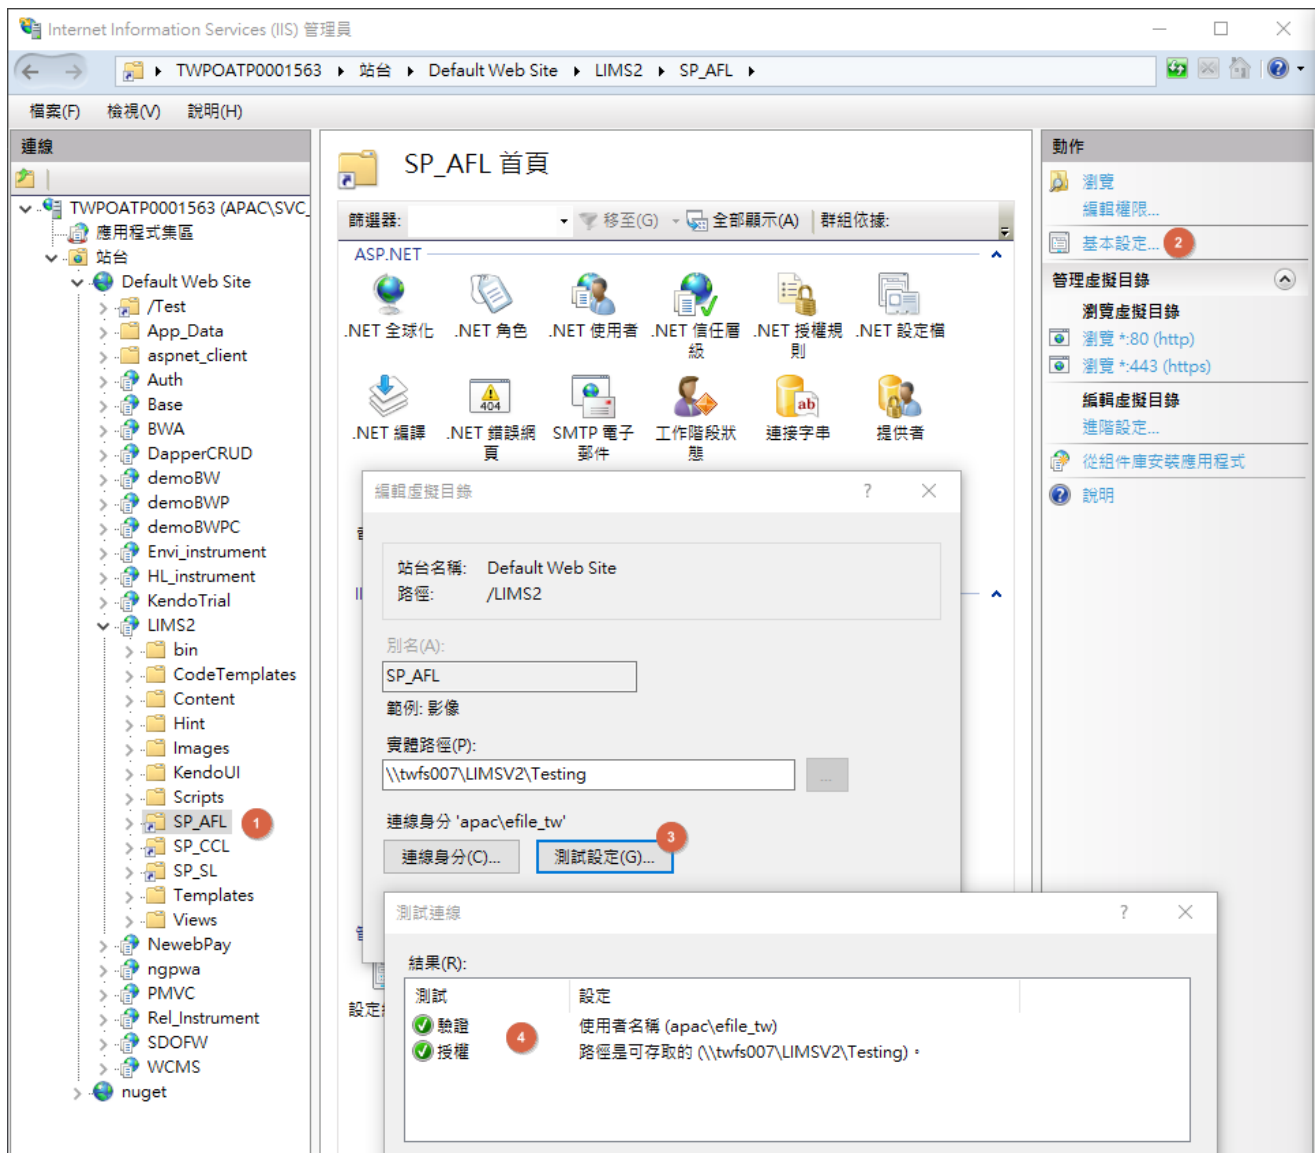 Internet Information Services (IIS) 管理員
TWPOATP0001563 站台 Default Web Site LIMS2 SP_AFL
檔案(F) 檢視(V) 說明(H)
連線
TWPOATP0001563 (APAC\SVC_
應用程式集區
站台
Default Web Site
/Test
App_Data
aspnet_client
Auth
Base
BWA
DapperCRUD
demoBW
demoBWP
demoBWPC
Envi_instrument
HL_instrument
KendoTrial
LIMS2
bin
CodeTemplates
Content
Hint
Images
KendoUI
Scripts
SP_AFL 1
SP_CCL
SP_SL
Templates
Views
NewebPay
ngpwa
PMVC
Rel_Instrument
SDOFW
WCMS
nuget
SP_AFL 首頁
篩選器: 移至(G) 全部顯示(A) 群組依據:
ASP.NET
.NET 全球化 .NET 角色 .NET 使用者 .NET 信任層級 .NET 授權規則 .NET 設定檔
404 ab
.NET 編譯 .NET 錯誤網頁 SMTP 電子郵件 工作階段狀態 連接字串 提供者
編輯虛擬目錄 ?
站台名稱: Default Web Site
路徑: /LIMS2
別名(A):
SP_AFL
範例: 影像
實體路徑(P):
\\twfs007\LIMSV2\Testing
...
連線身分 'apac\efile_tw'
連線身分(C)... 測試設定(G)... 3
設定
測試連線 ?
結果(R):
測試 設定
驗證 使用者名稱 (apac\efile_tw)
4
授權 路徑是可存取的 (\\twfs007\LIMSV2\Testing)。
動作
瀏覽
編輯權限...
基本設定... 2
管理虛擬目錄
瀏覽虛擬目錄
瀏覽 *:80 (http)
瀏覽 *:443 (https)
編輯虛擬目錄
進階設定...
從組件庫安裝應用程式
說明